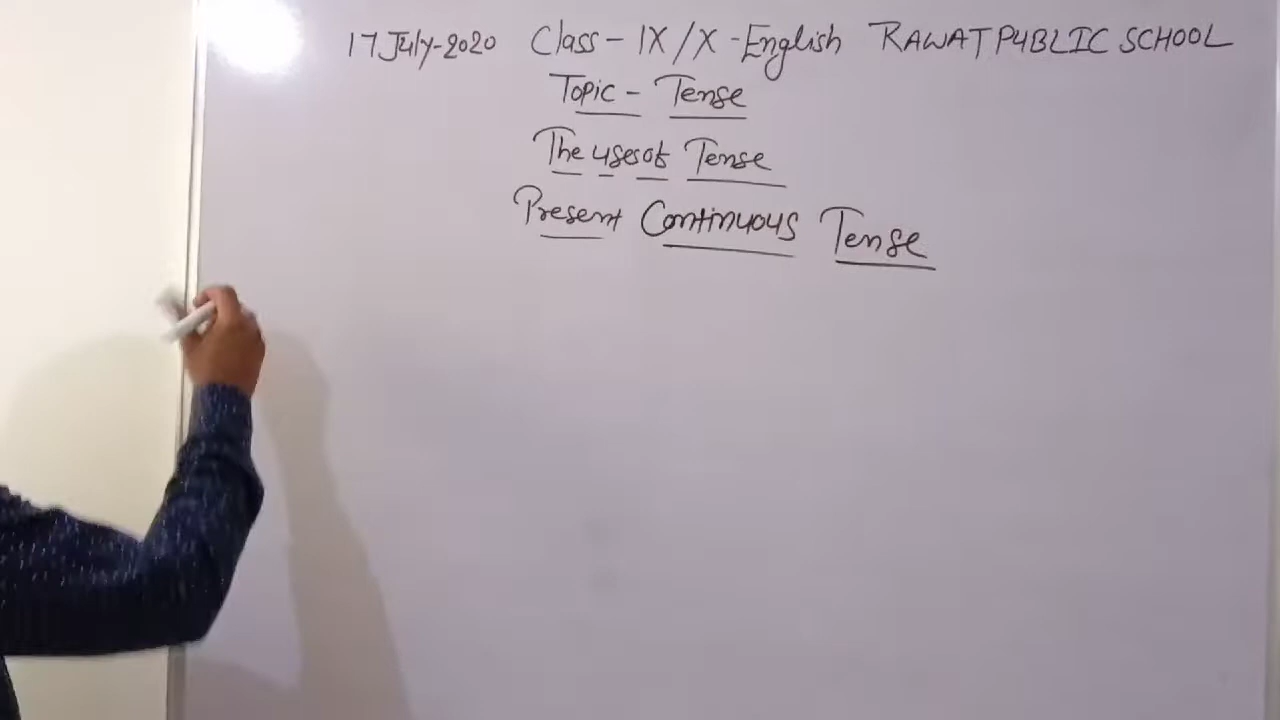 17 July-2020 Class - IX/X - English RAWAT PUBLIC SCHOOL
Topic - Tense
The uses of Tense
Present Continuous Tense